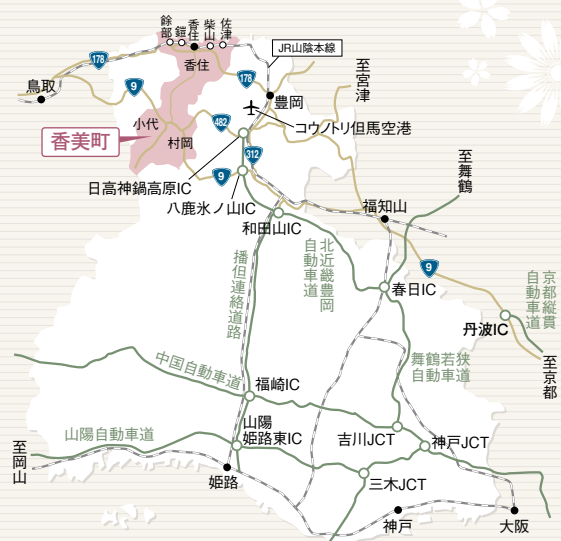 餘部
鎧
香住
柴山
佐津
JR山陰本線
178
9
鳥取
香住
178
至宮津
豊岡
コウノトリ但馬空港
小代
482
村岡
香美町
312
日高神鍋高原IC
9
八鹿氷ノ山IC
至舞鶴
和田山IC
福知山
播但連絡道路
北近畿豊岡
自動車道
9
春日IC
京都縦貫
自動車道
丹波IC
舞鶴若狭
自動車道
至京都
中国自動車道
福崎IC
山陽自動車道
山陽
姫路東IC
吉川JCT
神戸JCT
至岡山
姫路
三木JCT
神戸
大阪